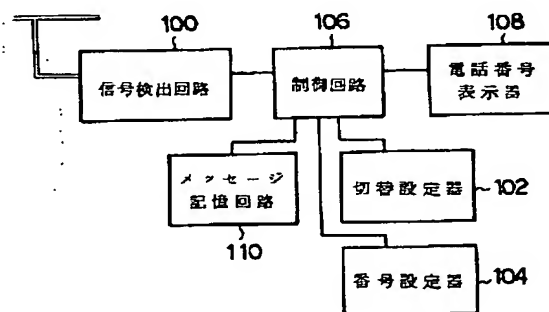 100
106
108
信号検出回路
制御回路
電話番号
表示器
メッセージ
記憶回路
切替設定器
102
110
番号設定器
104